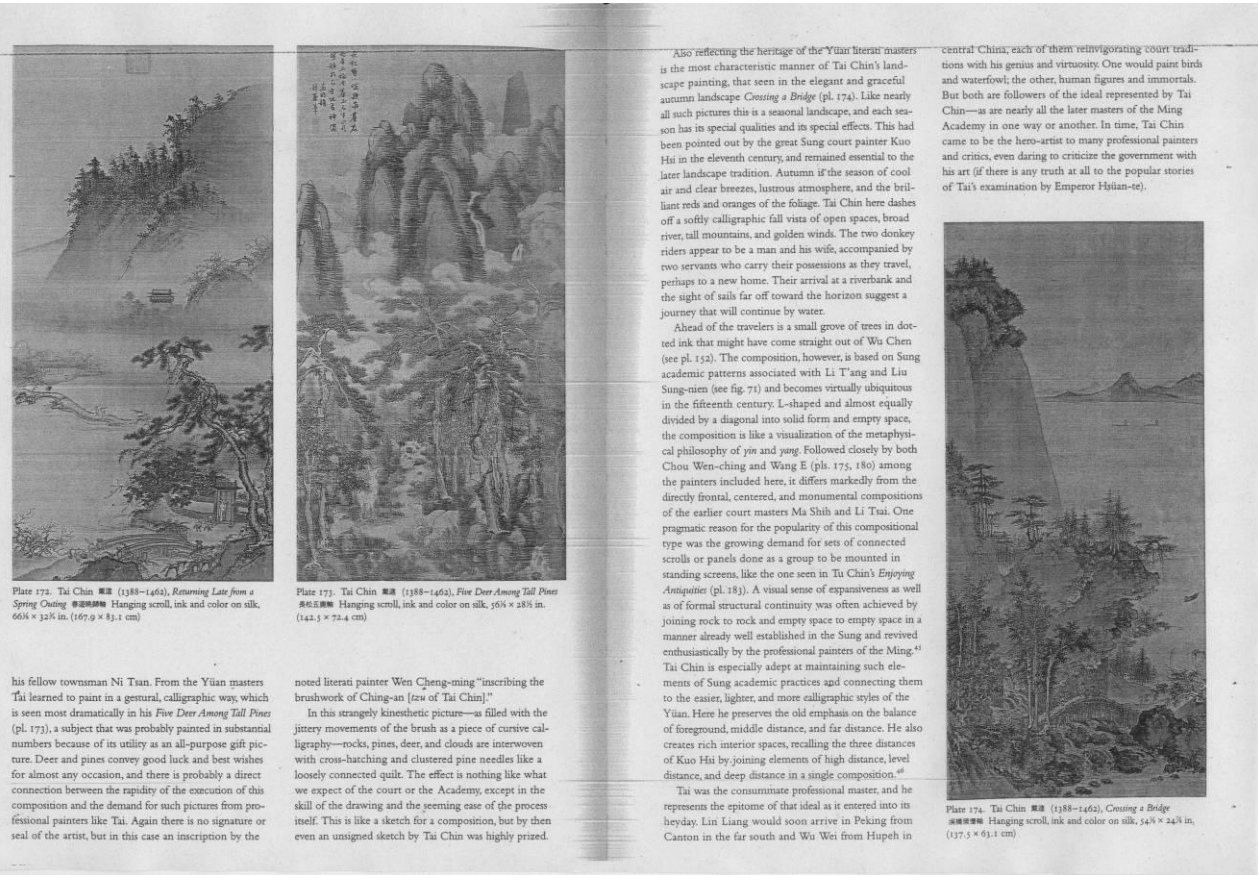 Plate 172. Tai Chin 戴進 (1388–1462), Returning Late from a
Spring Outing 春遊晚歸軸 Hanging scroll, ink and color on silk,
66⅛ × 32¾ in. (167.9 × 83.1 cm)
Plate 173. Tai Chin 戴進 (1388–1462), Five Deer Among Tall Pines
長松五鹿軸 Hanging scroll, ink and color on silk, 56⅛ × 28½ in.
(142.5 × 72.4 cm)
his fellow townsman Ni Tsan. From the Yüan masters
Tai learned to paint in a gestural, calligraphic way, which
is seen most dramatically in his Five Deer Among Tall Pines
(pl. 173), a subject that was probably painted in substantial
numbers because of its utility as an all-purpose gift pic-
ture. Deer and pines convey good luck and best wishes
for almost any occasion, and there is probably a direct
connection between the rapidity of the execution of this
composition and the demand for such pictures from pro-
fessional painters like Tai. Again there is no signature or
seal of the artist, but in this case an inscription by the
noted literati painter Wen Cheng-ming “inscribing the
brushwork of Ching-an [tzu of Tai Chin].”
In this strangely kinesthetic picture—as filled with the
jittery movements of the brush as a piece of cursive cal-
ligraphy—rocks, pines, deer, and clouds are interwoven
with cross-hatching and clustered pine needles like a
loosely connected quilt. The effect is nothing like what
we expect of the court or the Academy, except in the
skill of the drawing and the seeming ease of the process
itself. This is like a sketch for a composition, but by then
even an unsigned sketch by Tai Chin was highly prized.
Also reflecting the heritage of the Yüan literati masters
is the most characteristic manner of Tai Chin’s land-
scape painting, that seen in the elegant and graceful
autumn landscape Crossing a Bridge (pl. 174). Like nearly
all such pictures this is a seasonal landscape, and each sea-
son has its special qualities and its special effects. This had
been pointed out by the great Sung court painter Kuo
Hsi in the eleventh century, and remained essential to the
later landscape tradition. Autumn if the season of cool
air and clear breezes, lustrous atmosphere, and the bril-
liant reds and oranges of the foliage. Tai Chin here dashes
off a softly calligraphic fall vista of open spaces, broad
river, tall mountains, and golden winds. The two donkey
riders appear to be a man and his wife, accompanied by
two servants who carry their possessions as they travel,
perhaps to a new home. Their arrival at a riverbank and
the sight of sails far off toward the horizon suggest a
journey that will continue by water.
Ahead of the travelers is a small grove of trees in dot-
ted ink that might have come straight out of Wu Chen
(see pl. 152). The composition, however, is based on Sung
academic patterns associated with Li T’ang and Liu
Sung-nien (see fig. 71) and becomes virtually ubiquitous
in the fifteenth century. L-shaped and almost equally
divided by a diagonal into solid form and empty space,
the composition is like a visualization of the metaphysi-
cal philosophy of yin and yang. Followed closely by both
Chou Wen-ching and Wang E (pls. 175, 180) among
the painters included here, it differs markedly from the
directly frontal, centered, and monumental compositions
of the earlier court masters Ma Shih and Li Tsai. One
pragmatic reason for the popularity of this compositional
type was the growing demand for sets of connected
scrolls or panels done as a group to be mounted in
standing screens, like the one seen in Tu Chin’s Enjoying
Antiquities (pl. 183). A visual sense of expansiveness as well
as of formal structural continuity was often achieved by
joining rock to rock and empty space to empty space in a
manner already well established in the Sung and revived
enthusiastically by the professional painters of the Ming.⁴⁵
Tai Chin is especially adept at maintaining such ele-
ments of Sung academic practices and connecting them
to the easier, lighter, and more calligraphic styles of the
Yüan. Here he preserves the old emphasis on the balance
of foreground, middle distance, and far distance. He also
creates rich interior spaces, recalling the three distances
of Kuo Hsi by joining elements of high distance, level
distance, and deep distance in a single composition.⁴⁶
Tai was the consummate professional master, and he
represents the epitome of that ideal as it entered into its
heyday. Lin Liang would soon arrive in Peking from
Canton in the far south and Wu Wei from Hupeh in
central China, each of them reinvigorating court tradi-
tions with his genius and virtuosity. One would paint birds
and waterfowl; the other, human figures and immortals.
But both are followers of the ideal represented by Tai
Chin—as are nearly all the later masters of the Ming
Academy in one way or another. In time, Tai Chin
came to be the hero-artist to many professional painters
and critics, even daring to criticize the government with
his art (if there is any truth at all to the popular stories
of Tai’s examination by Emperor Hsüan-te).
Plate 174. Tai Chin 戴進 (1388–1462), Crossing a Bridge
Hanging scroll, ink and color on silk, 54⅛ × 24⅞ in.
(137.5 × 63.1 cm)